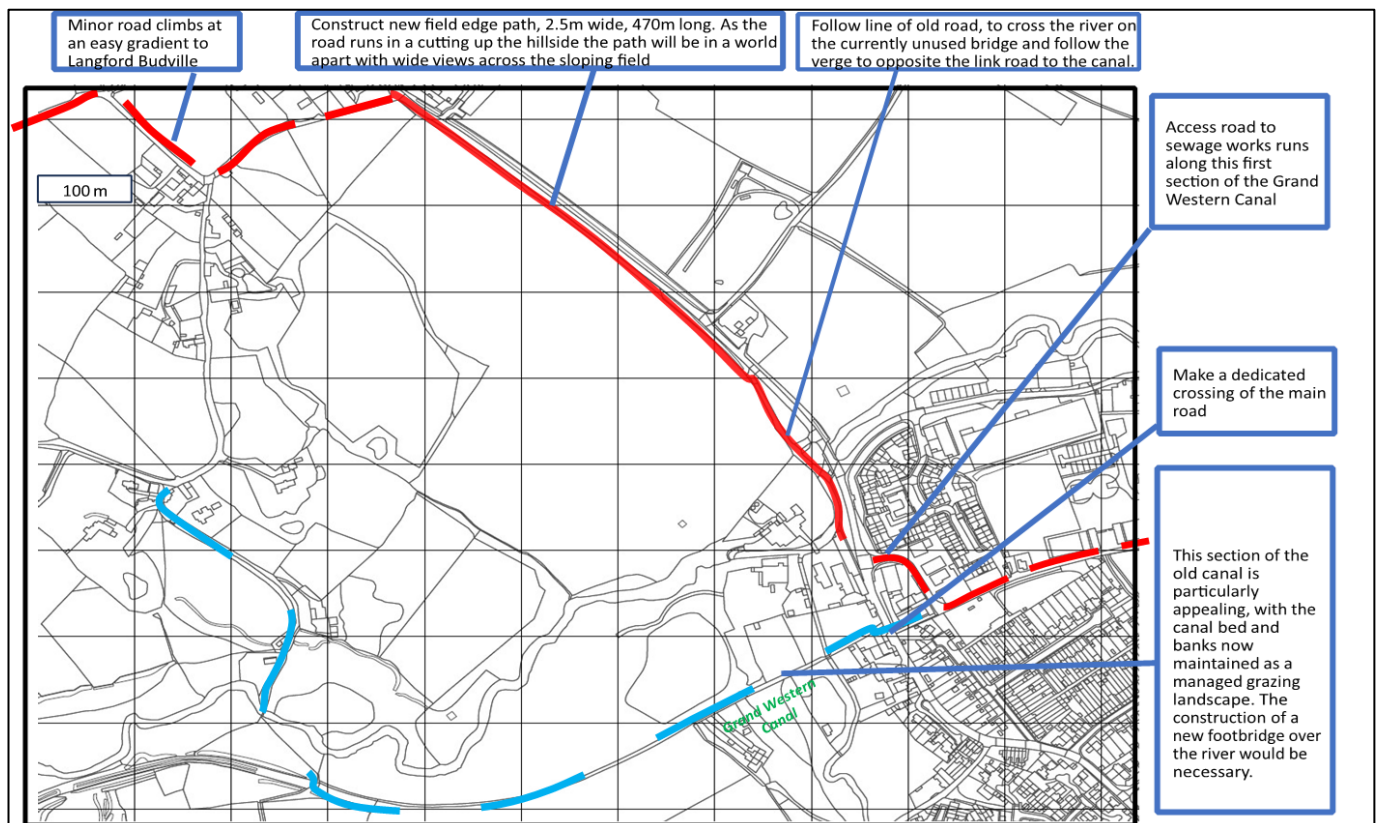 Minor road climbs at
an easy gradient to
Langford Budville
Construct new field edge path, 2.5m wide, 470m long. As the
road runs in a cutting up the hillside the path will be in a world
apart with wide views across the sloping field
Follow line of old road, to cross the river on
the currently unused bridge and follow the
verge to opposite the link road to the canal.
100 m
Access road to
sewage works runs
along this first
section of the Grand
Western Canal
Make a dedicated
crossing of the main
road
This section of the
old canal is
particularly
appealing, with the
canal bed and
banks now
maintained as a
managed grazing
landscape. The
construction of a
new footbridge over
the river would be
necessary.
Grand Western
Canal